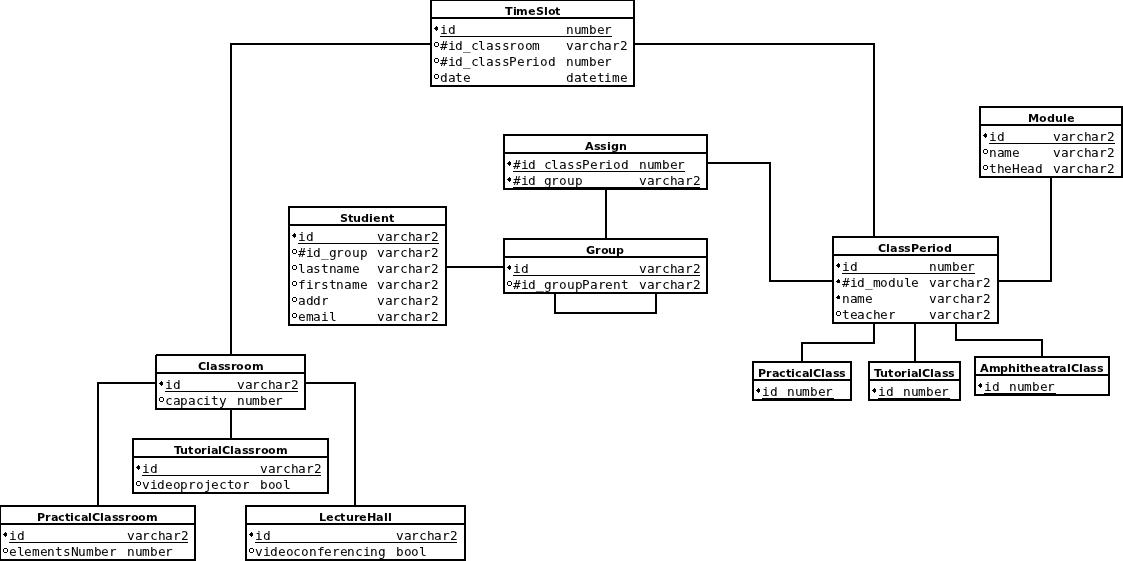 TimeSlot
id number
#id_classroom varchar2
#id_classPeriod number
date datetime
Module
id varchar2
name varchar2
theHead varchar2
Assign
#id_classPeriod number
#id_group varchar2
Studient
id varchar2
#id_group varchar2
lastname varchar2
firstname varchar2
addr varchar2
email varchar2
Group
id varchar2
#id_groupParent varchar2
ClassPeriod
id number
#id_module varchar2
name varchar2
teacher varchar2
Classroom
id varchar2
capacity number
PracticalClass
id number
TutorialClass
id number
AmphitheatralClass
id number
TutorialClassroom
id varchar2
videoprojector bool
PracticalClassroom
id varchar2
elementsNumber number
LectureHall
id varchar2
videoconferencing bool